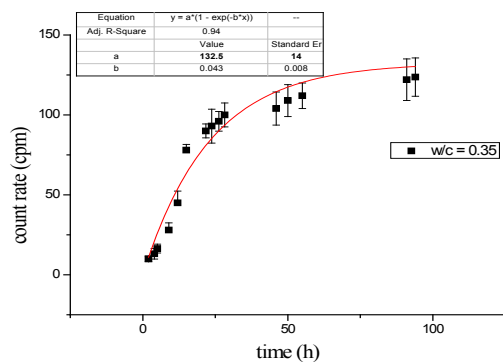 Equation y = a*(1 - exp(-b*x)) --
Adj. R-Square 0.94
Value Standard Er
a 132.5 14
b 0.043 0.008
150
100
50
0
count rate (cpm)
w/c = 0.35
0 50 100
time (h)